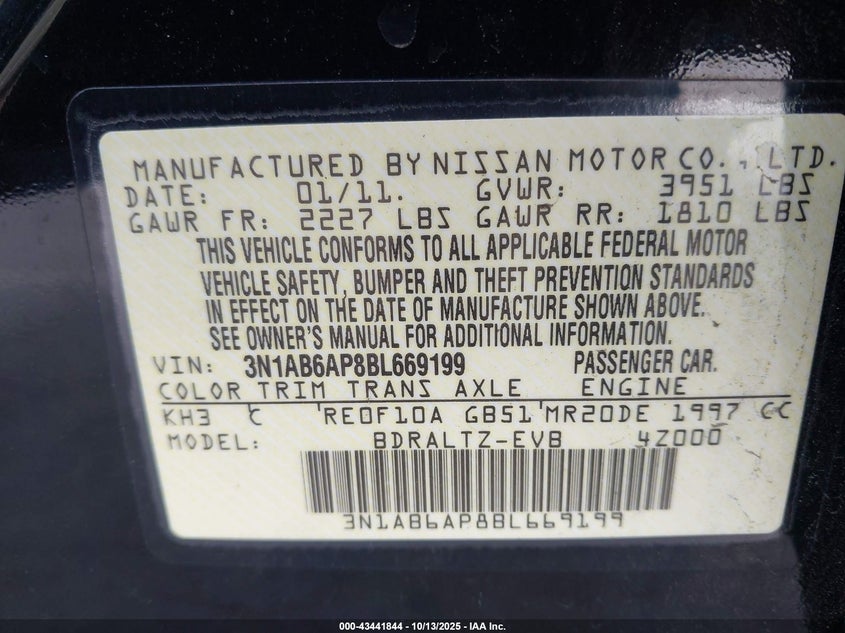 MANUFACTURED BY NISSAN MOTOR CO., LTD.
DATE: 01/11. GVWR: 3951 LBS
GAWR FR: 2227 LBS GAWR RR: 1810 LBS
THIS VEHICLE CONFORMS TO ALL APPLICABLE FEDERAL MOTOR
VEHICLE SAFETY, BUMPER AND THEFT PREVENTION STANDARDS
IN EFFECT ON THE DATE OF MANUFACTURE SHOWN ABOVE.
SEE OWNER'S MANUAL FOR ADDITIONAL INFORMATION.
VIN: 3N1AB6AP8BL669199 PASSENGER CAR.
COLOR TRIM TRANS AXLE ENGINE
KH3 C RE0F10A GB51 MR20DE 1997 CC
MODEL: BDRALTZ-EVB 4Z000
3N1AB6AP8BL669199
000-43441844 | 10/13/2025 - IAA Inc.